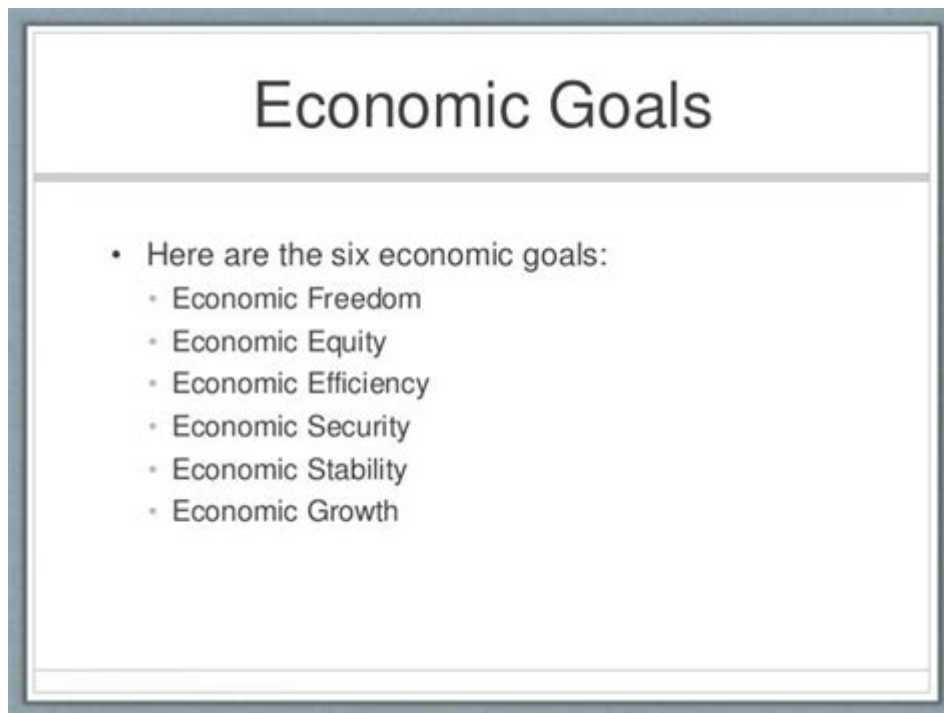 Economic Goals
• Here are the six economic goals:
• Economic Freedom
• Economic Equity
• Economic Efficiency
• Economic Security
• Economic Stability
• Economic Growth